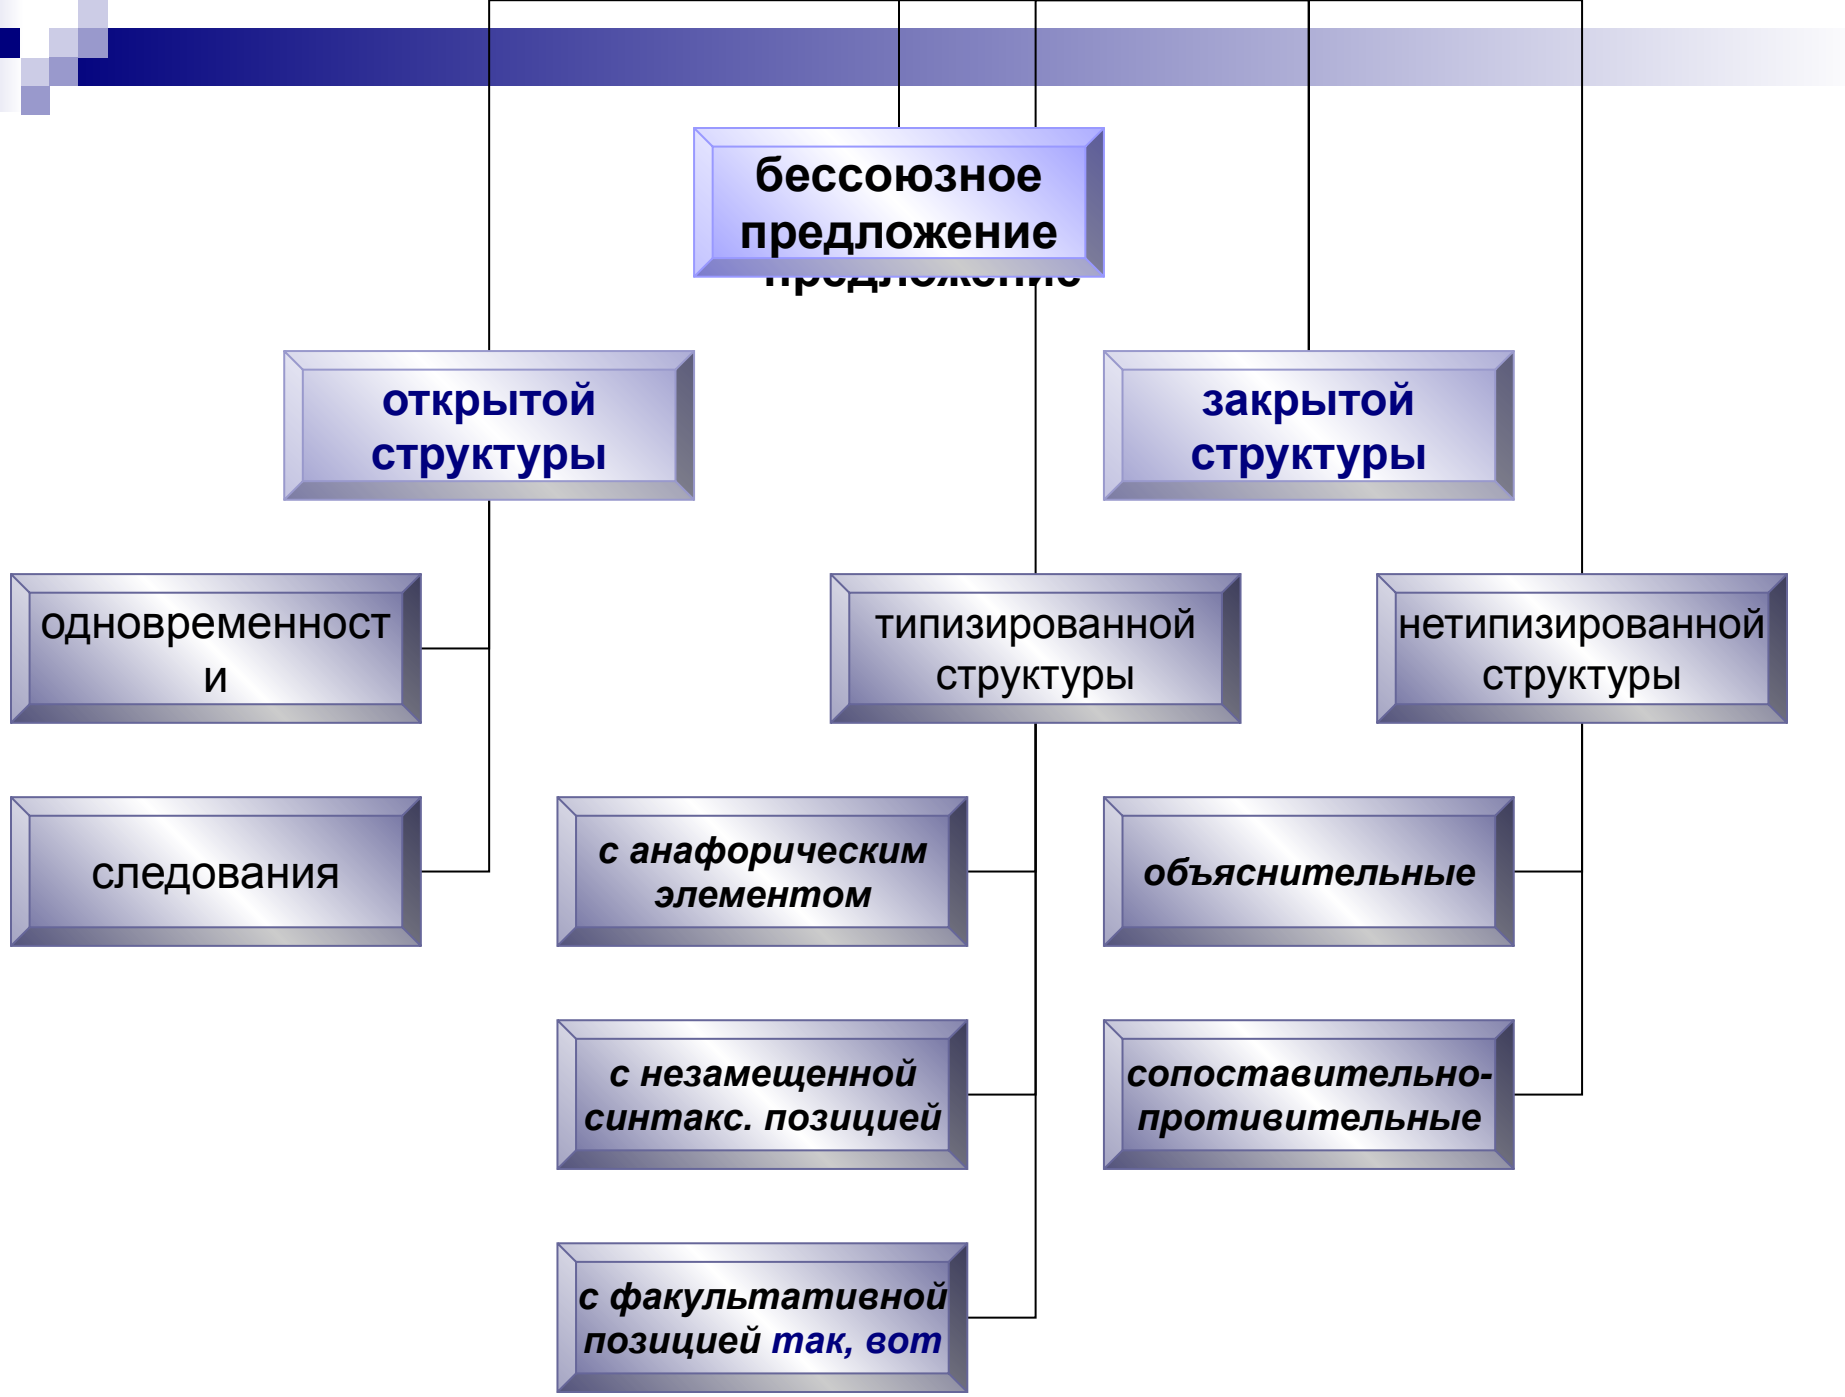 бессоюзное
предложение
предложение
открытой
структуры
закрытой
структуры
одновременност
и
типизированной
структуры
нетипизированной
структуры
следования
с анафорическим
элементом
объяснительные
с незамещенной
синтакс. позицией
сопоставительно-
противительные
с факультативной
позицией так, вот